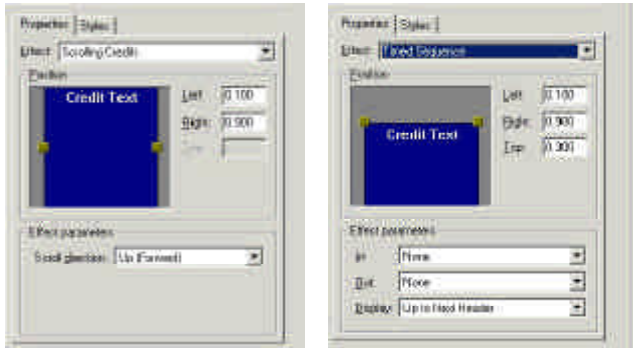 Properties Styles
Effect: Scrolling Credits
Position
Credit Text
Left: 0.100
Right: 0.900
Top:
Effect parameters
Scroll direction: Up (Forward)
Properties Styles
Effect: Timed Sequence
Position
Credit Text
Left: 0.100
Right: 0.900
Top: 0.300
Effect parameters
In: None
Out: None
Display: Up to Next Header